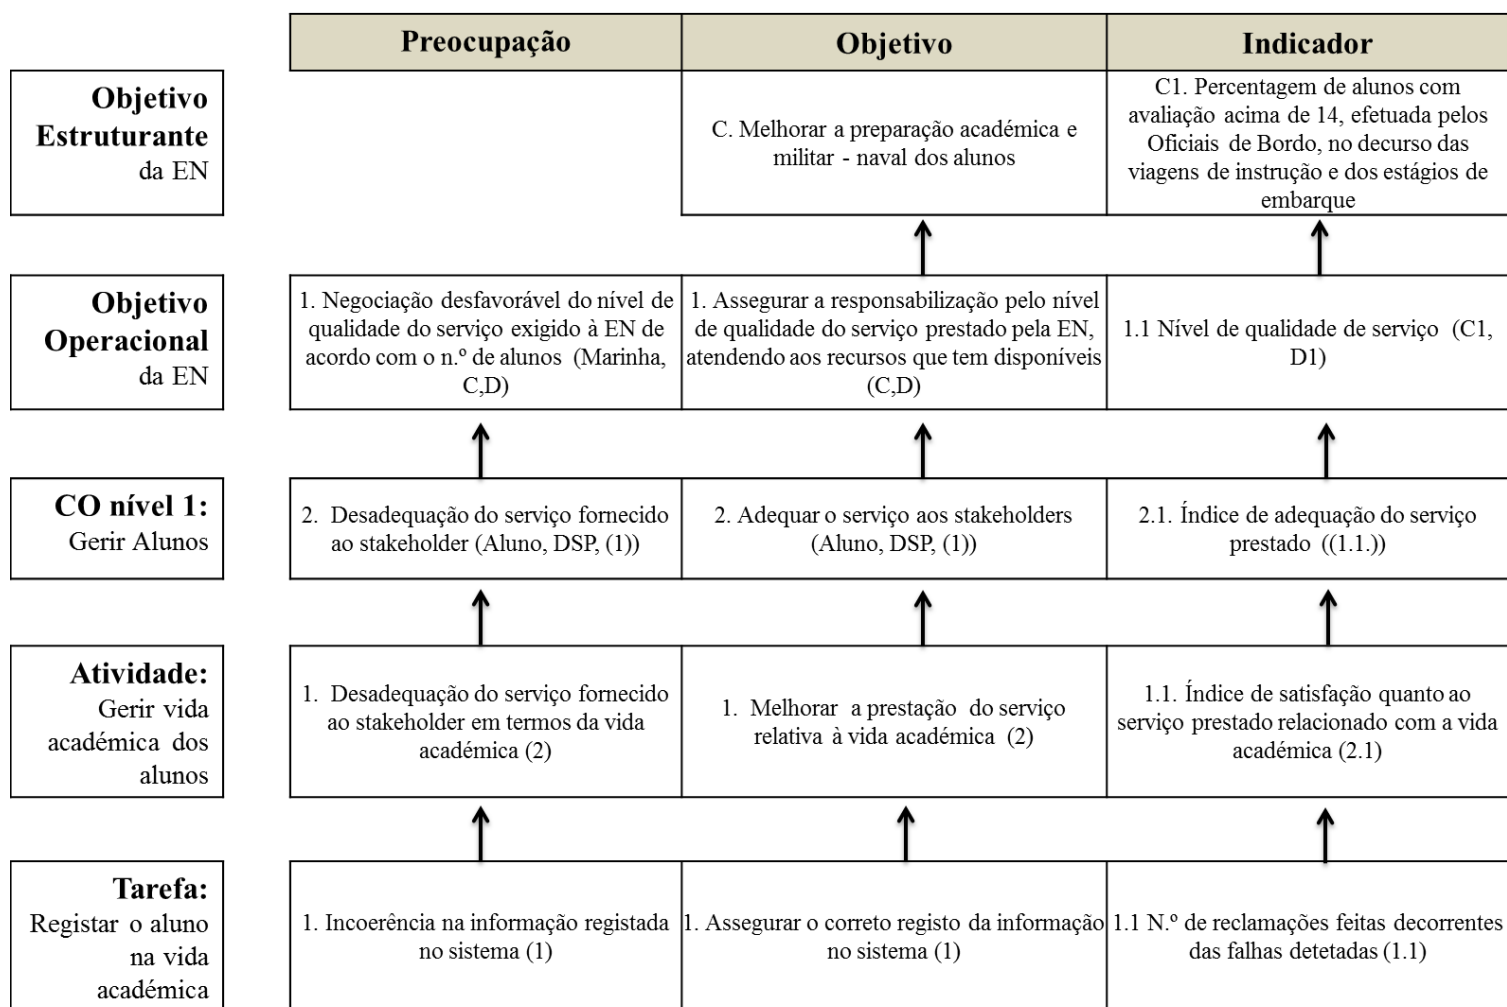 Preocupação
Objetivo
Indicador
Objetivo
Estruturante
da EN
C. Melhorar a preparação académica e
militar - naval dos alunos
C1. Percentagem de alunos com
avaliação acima de 14, efetuada pelos
Oficiais de Bordo, no decurso das
viagens de instrução e dos estágios de
embarque
Objetivo
Operacional
da EN
1. Negociação desfavorável do nível de
qualidade do serviço exigido à EN de
acordo com o n.º de alunos (Marinha,
C,D)
1. Assegurar a responsabilização pelo nível
de qualidade do serviço prestado pela EN,
atendendo aos recursos que tem disponíveis
(C,D)
1.1 Nível de qualidade de serviço (C1,
D1)
CO nível 1:
Gerir Alunos
2. Desadequação do serviço fornecido
ao stakeholder (Aluno, DSP, (1))
2. Adequar o serviço aos stakeholders
(Aluno, DSP, (1))
2.1. Índice de adequação do serviço
prestado ((1.1.))
Atividade:
Gerir vida
académica dos
alunos
1. Desadequação do serviço fornecido
ao stakeholder em termos da vida
académica (2)
1. Melhorar a prestação do serviço
relativa à vida académica (2)
1.1. Índice de satisfação quanto ao
serviço prestado relacionado com a vida
académica (2.1)
Tarefa:
Registar o aluno
na vida
académica
1. Incoerência na informação registada
no sistema (1)
1. Assegurar o correto registo da informação
no sistema (1)
1.1 N.º de reclamações feitas decorrentes
das falhas detetadas (1.1)